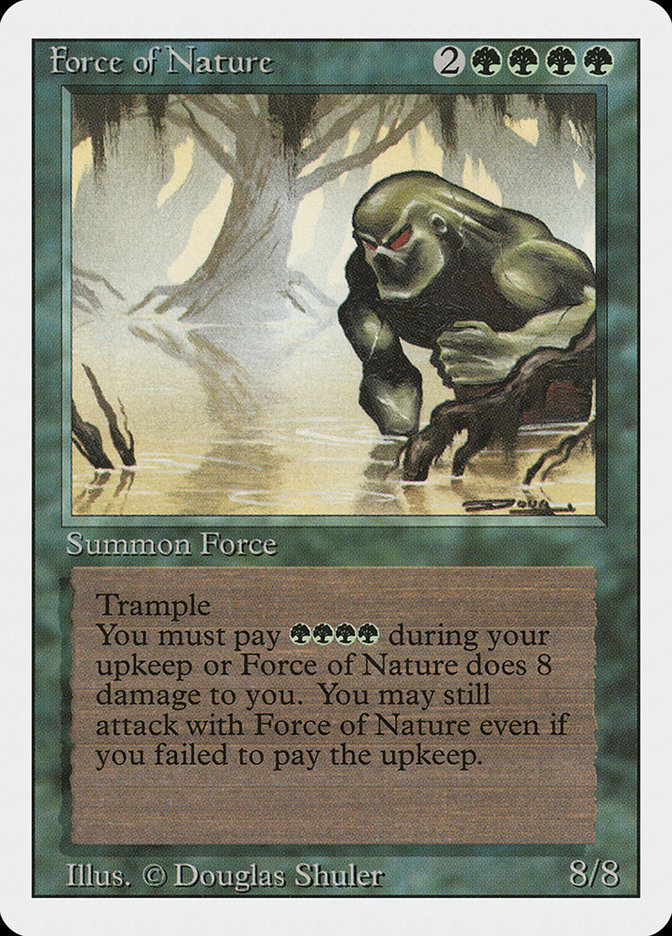 Force of Nature 2
Summon Force
Trample
You must pay during your
upkeep or Force of Nature does 8
damage to you. You may still
attack with Force of Nature even if
you failed to pay the upkeep.
Illus. © Douglas Shuler 8/8